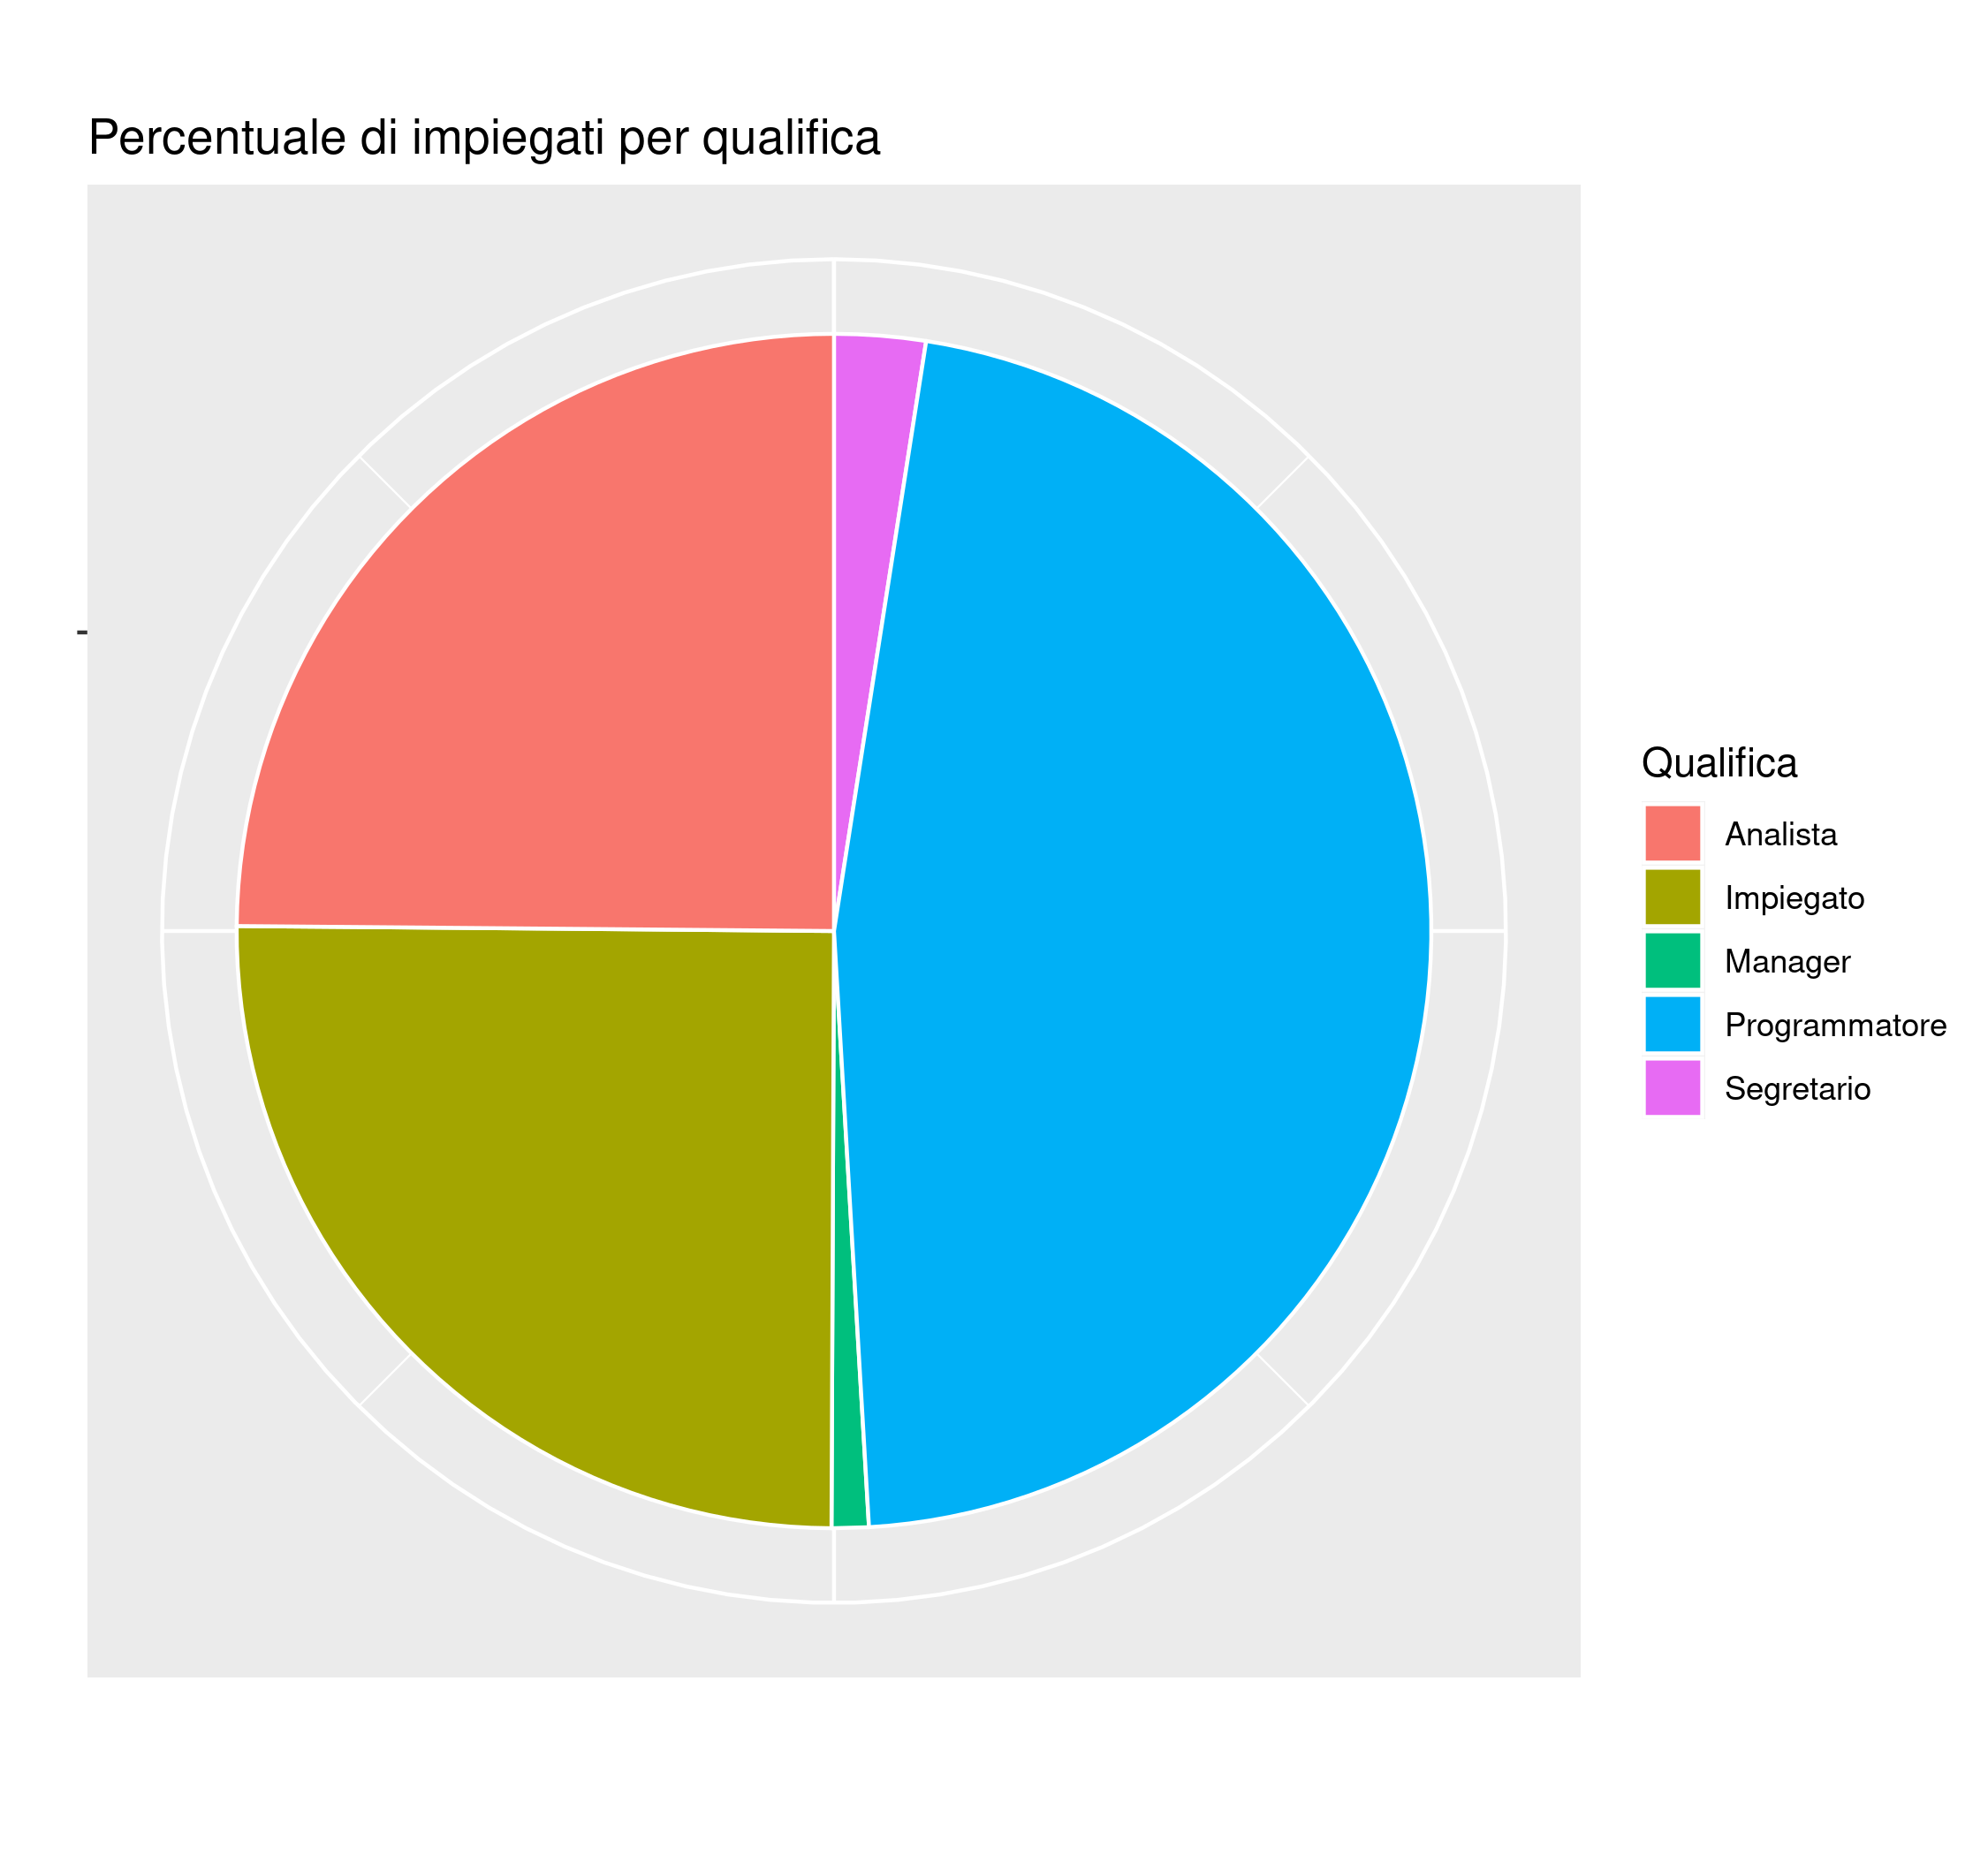 Percentuale di impiegati per qualifica
Qualifica
Analista
Impiegato
Manager
Programmatore
Segretario